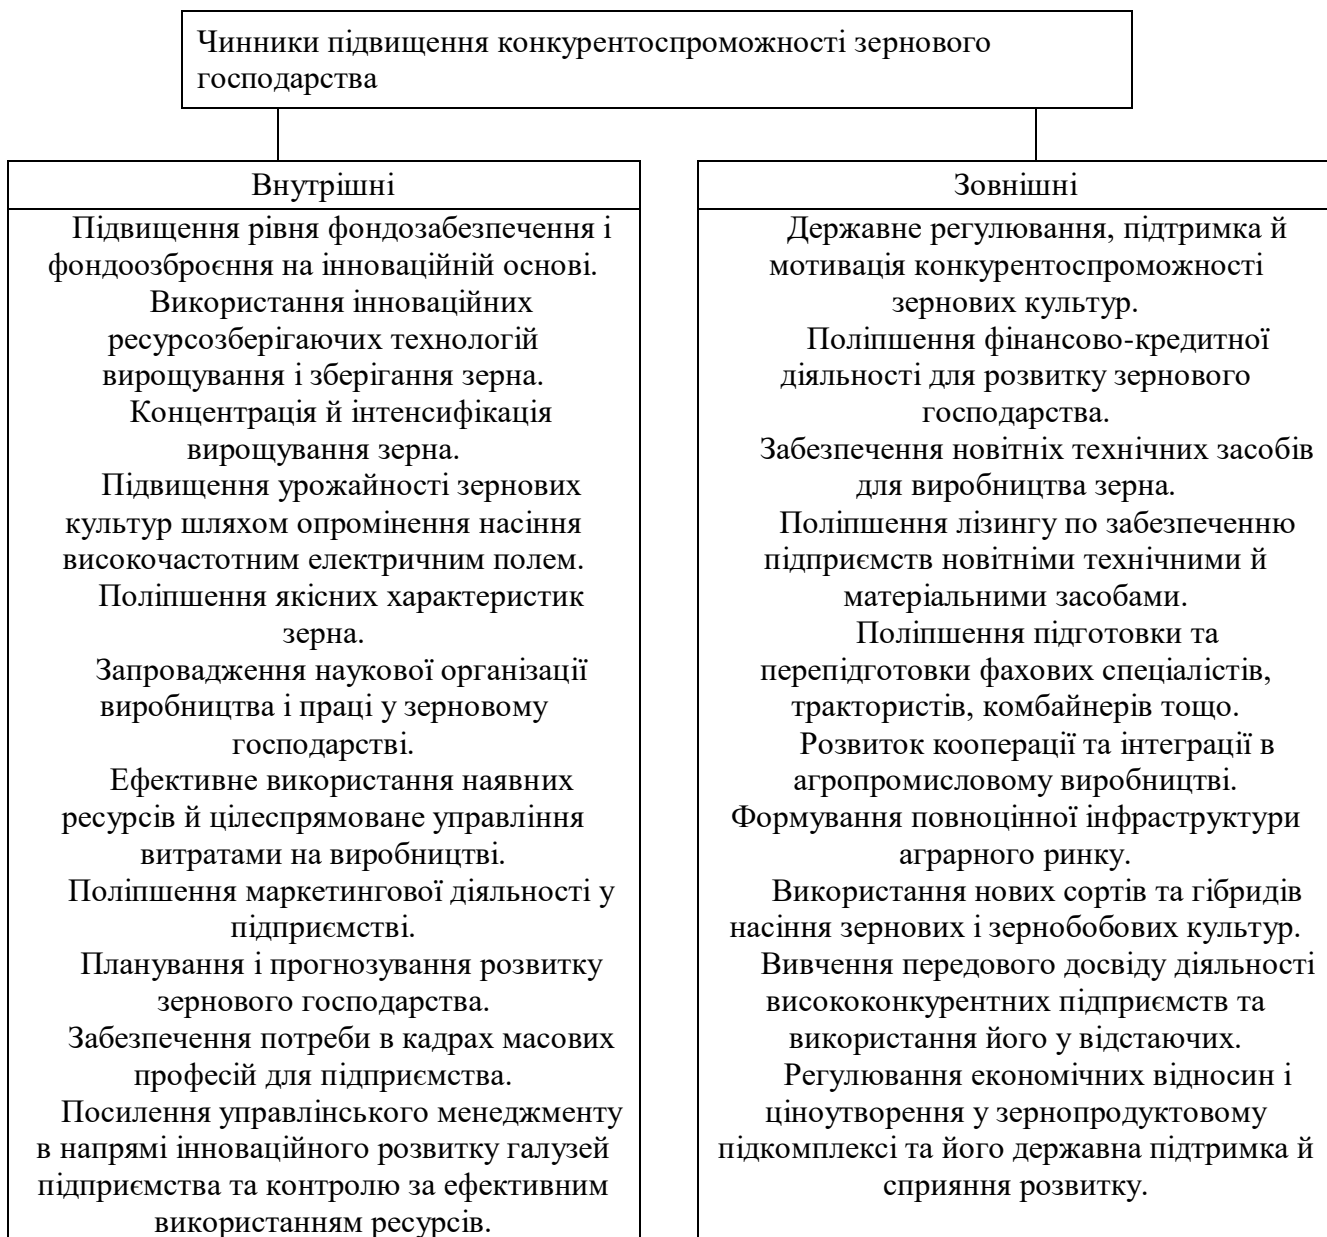 Чинники підвищення конкурентоспроможності зернового
господарства
Внутрішні
Підвищення рівня фондозабезпечення і
фондоозброєння на інноваційній основі.
Використання інноваційних
ресурсозберігаючих технологій
вирощування і зберігання зерна.
Концентрація й інтенсифікація
вирощування зерна.
Підвищення урожайності зернових
культур шляхом опромінення насіння
високочастотним електричним полем.
Поліпшення якісних характеристик
зерна.
Запровадження наукової організації
виробництва і праці у зерновому
господарстві.
Ефективне використання наявних
ресурсів й цілеспрямоване управління
витратами на виробництві.
Поліпшення маркетингової діяльності у
підприємстві.
Планування і прогнозування розвитку
зернового господарства.
Забезпечення потреби в кадрах масових
професій для підприємства.
Посилення управлінського менеджменту
в напрямі інноваційного розвитку галузей
підприємства та контролю за ефективним
використанням ресурсів.
Зовнішні
Державне регулювання, підтримка й
мотивація конкурентоспроможності
зернових культур.
Поліпшення фінансово-кредитної
діяльності для розвитку зернового
господарства.
Забезпечення новітніх технічних засобів
для виробництва зерна.
Поліпшення лізингу по забезпеченню
підприємств новітніми технічними й
матеріальними засобами.
Поліпшення підготовки та
перепідготовки фахових спеціалістів,
трактористів, комбайнерів тощо.
Розвиток кооперації та інтеграції в
агропромисловому виробництві.
Формування повноцінної інфраструктури
аграрного ринку.
Використання нових сортів та гібридів
насіння зернових і зернобобових культур.
Вивчення передового досвіду діяльності
висококонкурентних підприємств та
використання його у відстаючих.
Регулювання економічних відносин і
ціноутворення у зернопродуктовому
підкомплексі та його державна підтримка й
сприяння розвитку.